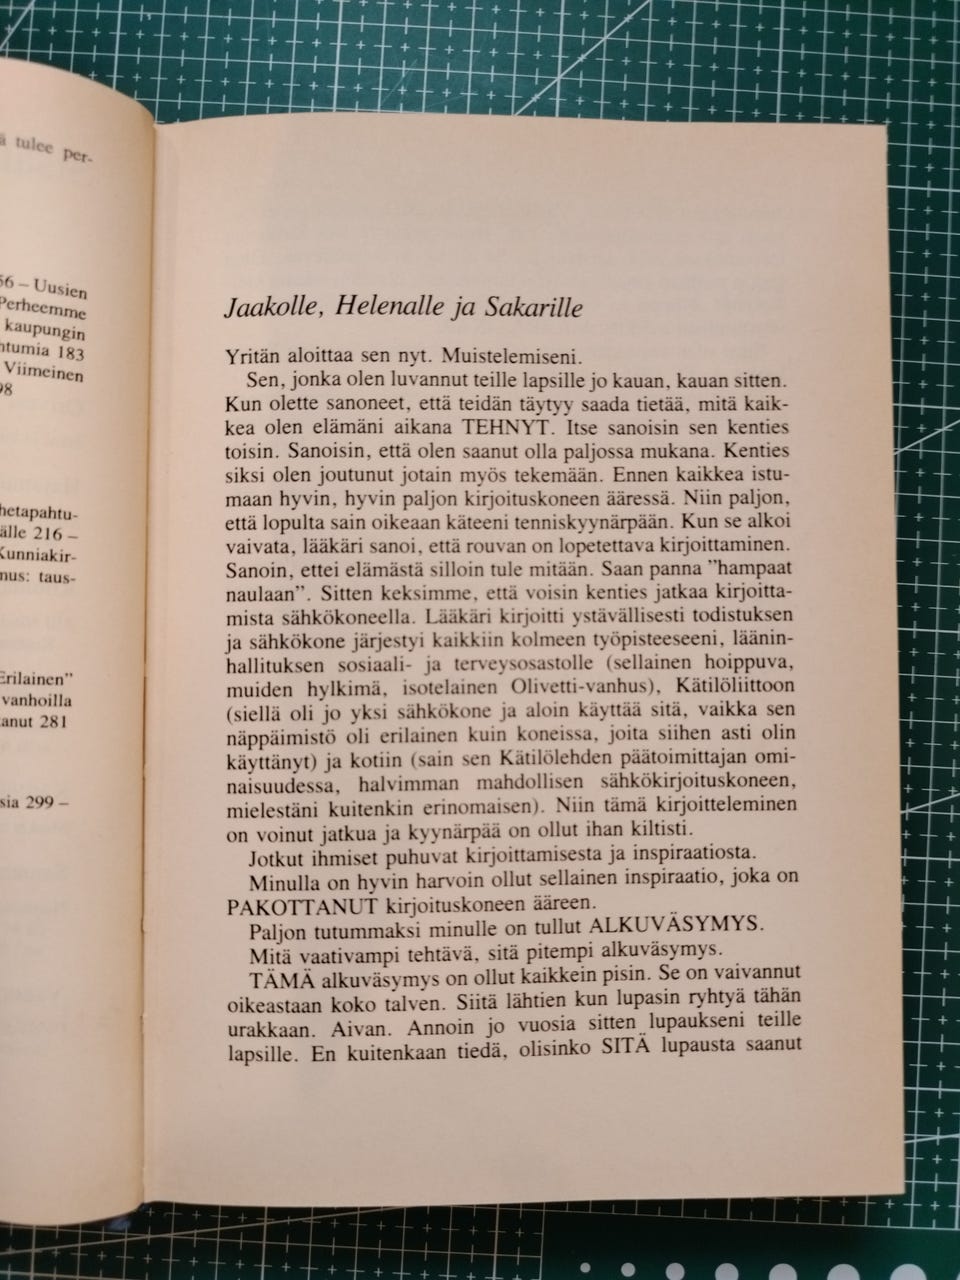 ä tulee per-
56 – Uusien
Perheemme
kaupungin
htumia 183
Viimeinen
98
hetapahtu-
älle 216 –
Kunniakir-
nus: taus-
Erilainen"
vanhoilla
tanut 281
sia 299 –
Jaakolle, Helenalle ja Sakarille
Yritän aloittaa sen nyt. Muistelemiseni.
Sen, jonka olen luvannut teille lapsille jo kauan, kauan sitten.
Kun olette sanoneet, että teidän täytyy saada tietää, mitä kaik-
kea olen elämäni aikana TEHNYT. Itse sanoisin sen kenties
toisin. Sanoisin, että olen saanut olla paljossa mukana. Kenties
siksi olen joutunut jotain myös tekemään. Ennen kaikkea istu-
maan hyvin, hyvin paljon kirjoituskoneen ääressä. Niin paljon,
että lopulta sain oikeaan käteeni tenniskyynärpään. Kun se alkoi
vaivata, lääkäri sanoi, että rouvan on lopetettava kirjoittaminen.
Sanoin, ettei elämästä silloin tule mitään. Saan panna "hampaat
naulaan". Sitten keksimme, että voisin kenties jatkaa kirjoitta-
mista sähkökoneella. Lääkäri kirjoitti ystävällisesti todistuksen
ja sähkökone järjestyi kaikkiin kolmeen työpisteeseeni, läänin-
hallituksen sosiaali- ja terveysosastolle (sellainen hoippuva,
muiden hylkimä, isotelainen Olivetti-vanhus), Kätilöliittoon
(siellä oli jo yksi sähkökone ja aloin käyttää sitä, vaikka sen
näppäimistö oli erilainen kuin koneissa, joita siihen asti olin
käyttänyt) ja kotiin (sain sen Kätilölehden päätoimittajan omi-
naisuudessa, halvimman mahdollisen sähkökirjoituskoneen,
mielestäni kuitenkin erinomaisen). Niin tämä kirjoitteleminen
on voinut jatkua ja kyynärpää on ollut ihan kiltisti.
Jotkut ihmiset puhuvat kirjoittamisesta ja inspiraatiosta.
Minulla on hyvin harvoin ollut sellainen inspiraatio, joka on
PAKOTTANUT kirjoituskoneen ääreen.
Paljon tutummaksi minulle on tullut ALKUVÄSYMYS.
Mitä vaativampi tehtävä, sitä pitempi alkuväsymys.
TÄMÄ alkuväsymys on ollut kaikkein pisin. Se on vaivannut
oikeastaan koko talven. Siitä lähtien kun lupasin ryhtyä tähän
urakkaan. Aivan. Annoin jo vuosia sitten lupaukseni teille
lapsille. En kuitenkaan tiedä, olisinko SITÄ lupausta saanut